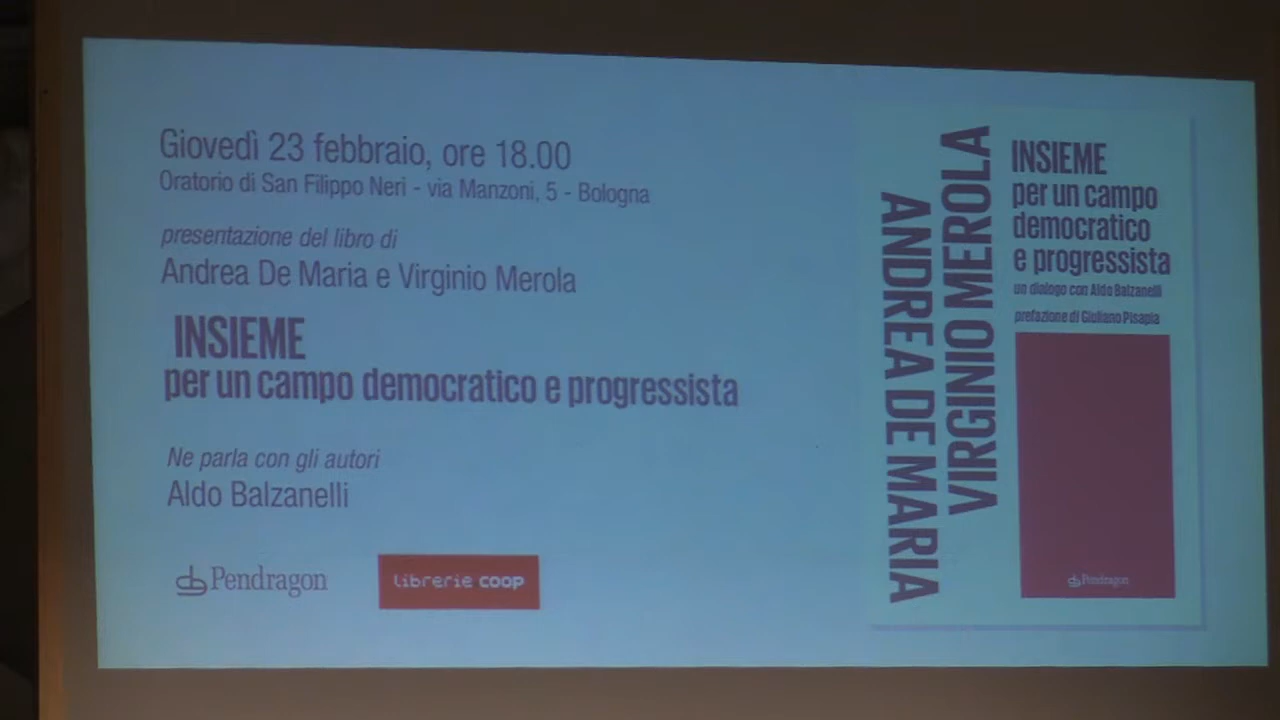 Giovedì 23 febbraio, ore 18.00
Oratorio di San Filippo Neri - via Manzoni, 5 - Bologna
presentazione del libro di
Andrea De Maria e Virginio Merola
INSIEME
per un campo democratico e progressista
Ne parla con gli autori
Aldo Balzanelli
Pendragon
librerie coop
ANDREA DE MARIA
VIRGINIO MEROLA
INSIEME
per un campo
democratico
e progressista
un dialogo con Aldo Balzanelli
prefazione di Giuliano Pisapia
Pendragon